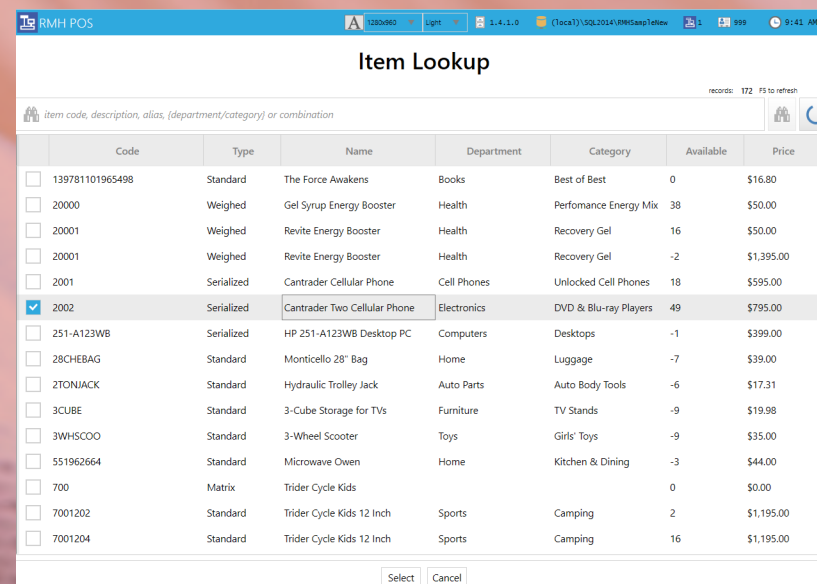 RMH POS A 1280x960 Light 1.4.1.0 (local)\SQL2014\RMHSampleNew 1 999 9:41 AM
Item Lookup
records: 172 F5 to refresh
item code, description, alias, {department/category} or combination
Code Type Name Department Category Available Price
139781101965498 Standard The Force Awakens Books Best of Best 0 $16.80
20000 Weighed Gel Syrup Energy Booster Health Perfomance Energy Mix 38 $50.00
20001 Weighed Revite Energy Booster Health Recovery Gel 16 $50.00
20001 Weighed Revite Energy Booster Health Recovery Gel -2 $1,395.00
2001 Serialized Cantrader Cellular Phone Cell Phones Unlocked Cell Phones 18 $595.00
2002 Serialized Cantrader Two Cellular Phone Electronics DVD & Blu-ray Players 49 $795.00
251-A123WB Serialized HP 251-A123WB Desktop PC Computers Desktops -1 $399.00
28CHEBAG Standard Monticello 28" Bag Home Luggage -7 $39.00
2TONJACK Standard Hydraulic Trolley Jack Auto Parts Auto Body Tools -6 $17.31
3CUBE Standard 3-Cube Storage for TVs Furniture TV Stands -9 $19.98
3WHSCOO Standard 3-Wheel Scooter Toys Girls' Toys -9 $35.00
551962664 Standard Microwave Owen Home Kitchen & Dining -3 $44.00
700 Matrix Trider Cycle Kids 0 $0.00
7001202 Standard Trider Cycle Kids 12 Inch Sports Camping 2 $1,195.00
7001204 Standard Trider Cycle Kids 12 Inch Sports Camping 16 $1,195.00
Select Cancel